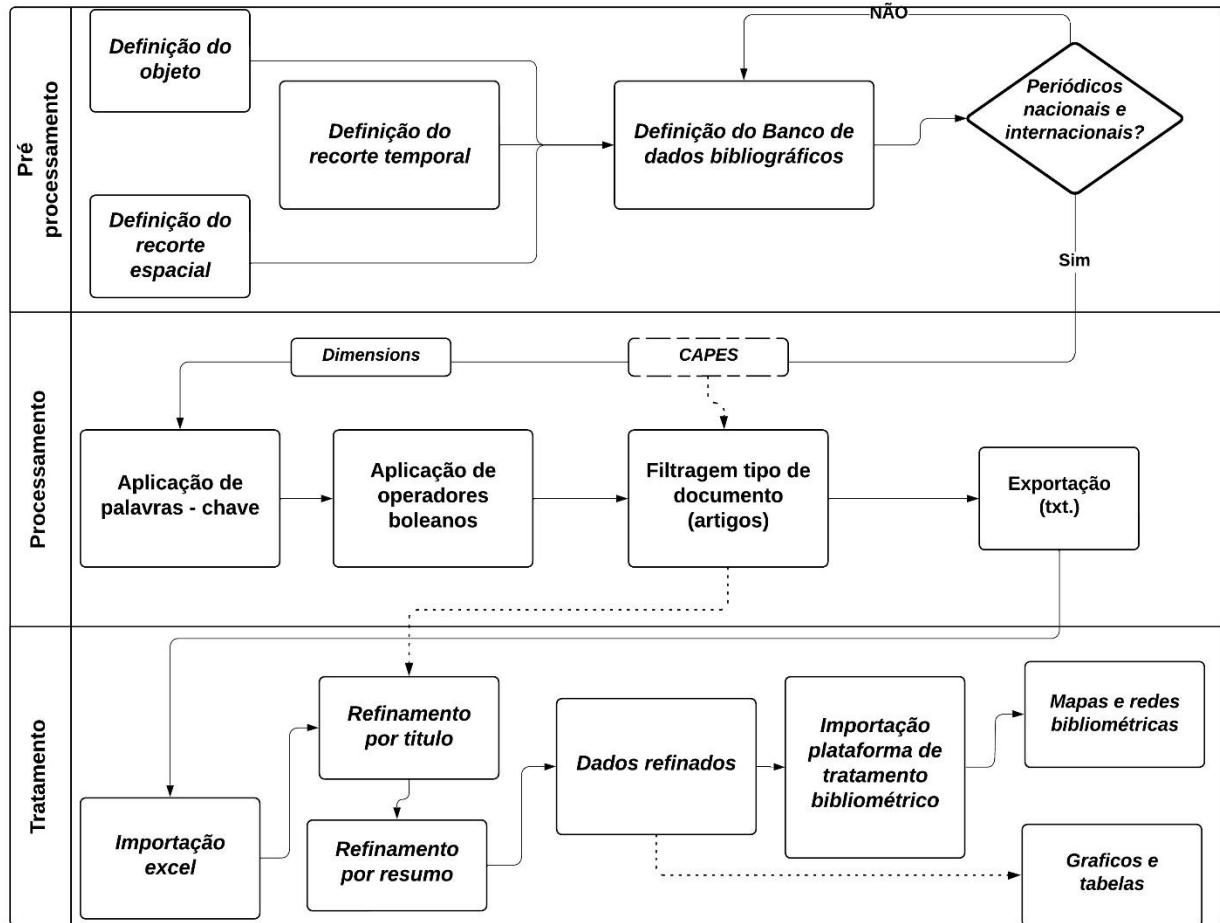 Pré
processamento
Definição do
objeto
Definição do
recorte temporal
Definição do
recorte
espacial
Definição do Banco de
dados bibliográficos
NÃO
Periódicos
nacionais e
internacionais?
Sim
Processamento
Dimensions
CAPES
Aplicação de
palavras - chave
Aplicação de
operadores
boleanos
Filtragem tipo de
documento
(artigos)
Exportação
(txt.)
Tratamento
Importação
excel
Refinamento
por titulo
Refinamento
por resumo
Dados refinados
Importação
plataforma de
tratamento
bibliométrico
Mapas e redes
bibliométricas
Graficos e
tabelas